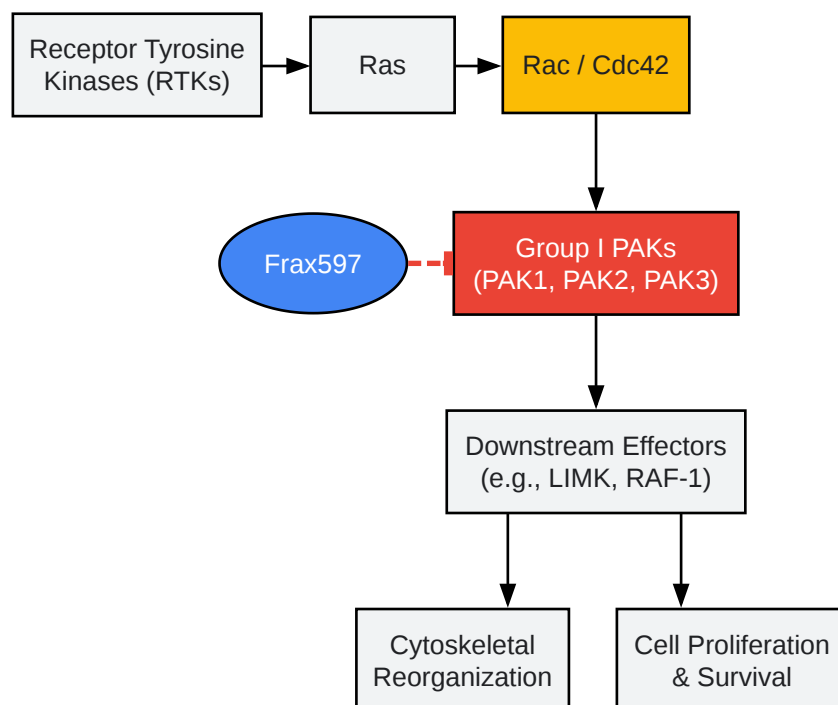 Receptor Tyrosine
Kinases (RTKs)
Ras
Rac / Cdc42
Frax597
Group I PAKs
(PAK1, PAK2, PAK3)
Downstream Effectors
(e.g., LIMK, RAF-1)
Cytoskeletal
Reorganization
Cell Proliferation
& Survival